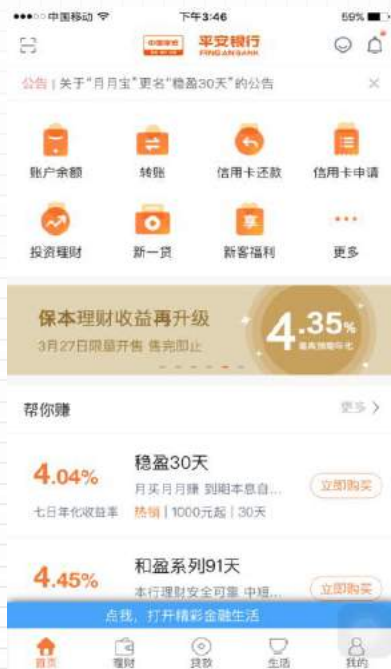 中国移动 下午3:46 59%
平安银行
PINGAN BANK
公告 | 关于“月月宝”更名“稳盈30天”的公告
账户余额 转账 信用卡还款 信用卡申请
投资理财 新一贷 新客福利 更多
保本理财收益再升级
3月27日限量开售 售完即止
4.35%
最高预期年化
帮你赚 更多 >
稳盈30天
4.04%
月买月月赚 到期本息自... 立即购买
七日年化收益率 热销 | 1000元起 | 30天
和盈系列91天
4.45%
本行理财安全可靠 中短... 立即购买
点我，打开精彩金融生活
首页 理财 贷款 生活 我的